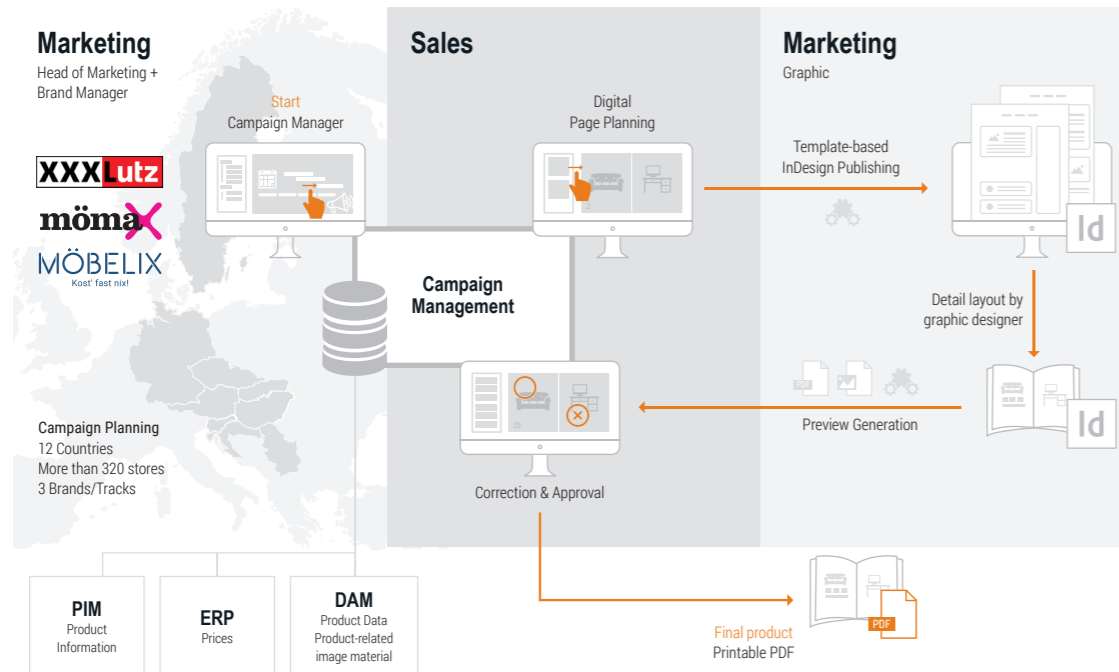 Marketing
Head of Marketing +
Brand Manager
XXXLutz
mömaX
MÖBELIX
Kost' fast nix!
Start
Campaign Manager
Campaign Planning
12 Countries
More than 320 stores
3 Brands/Tracks
Sales
Digital
Page Planning
Campaign
Management
Correction & Approval
Marketing
Graphic
Template-based
InDesign Publishing
Id
Detail layout by
graphic designer
Id
PDF
Preview Generation
PIM
Product
Information
ERP
Prices
DAM
Product Data
Product-related
image material
Final product
Printable PDF
PDF